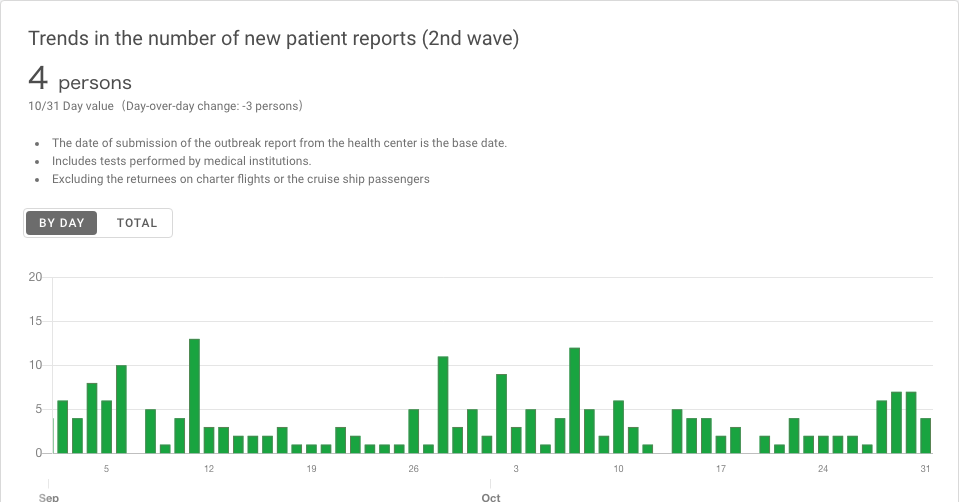 Trends in the number of new patient reports (2nd wave)
4 persons
10/31 Day value (Day-over-day change: -3 persons)
• The date of submission of the outbreak report from the health center is the base date.
• Includes tests performed by medical institutions.
• Excluding the returnees on charter flights or the cruise ship passengers
BY DAY TOTAL
20
15
10
5
0
5 12 19 26 3 10 17 24 31
Sep Oct